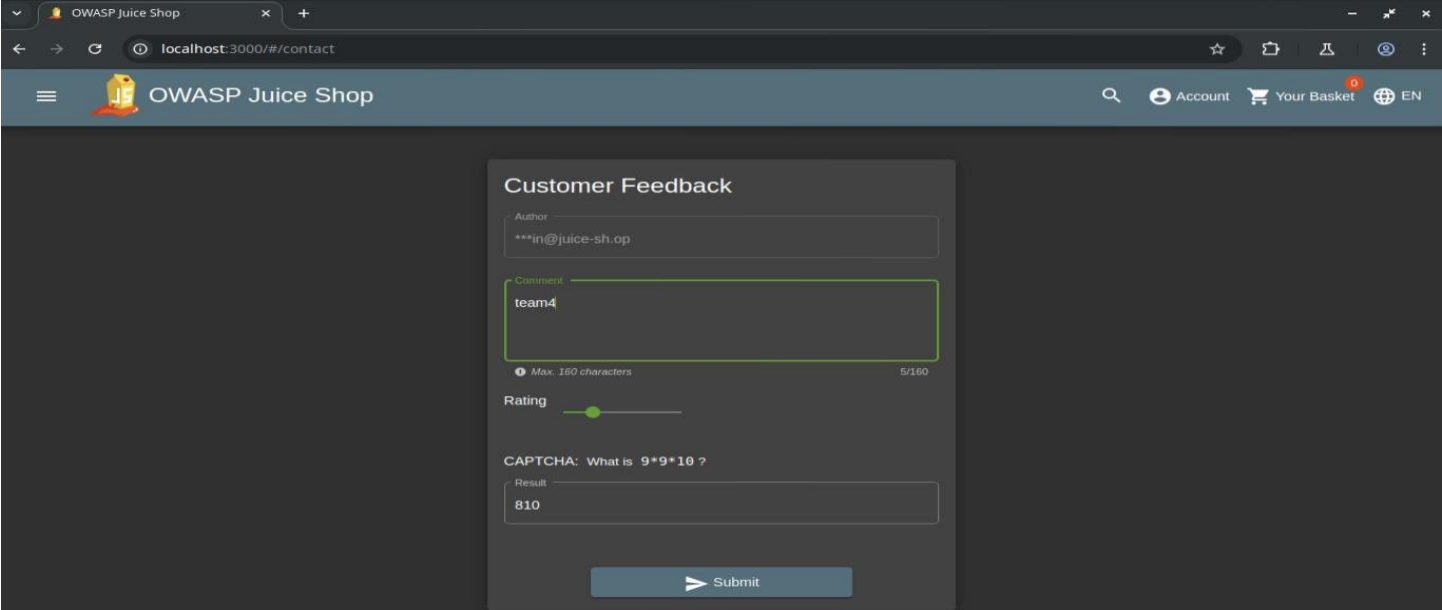 OWASP Juice Shop
localhost:3000/#/contact
OWASP Juice Shop
Account
0
Your Basket
EN
Customer Feedback
Author
***in@juice-sh.op
Comment
team4
Max. 160 characters 5/160
Rating
CAPTCHA: What is 9*9*10 ?
Result
810
Submit